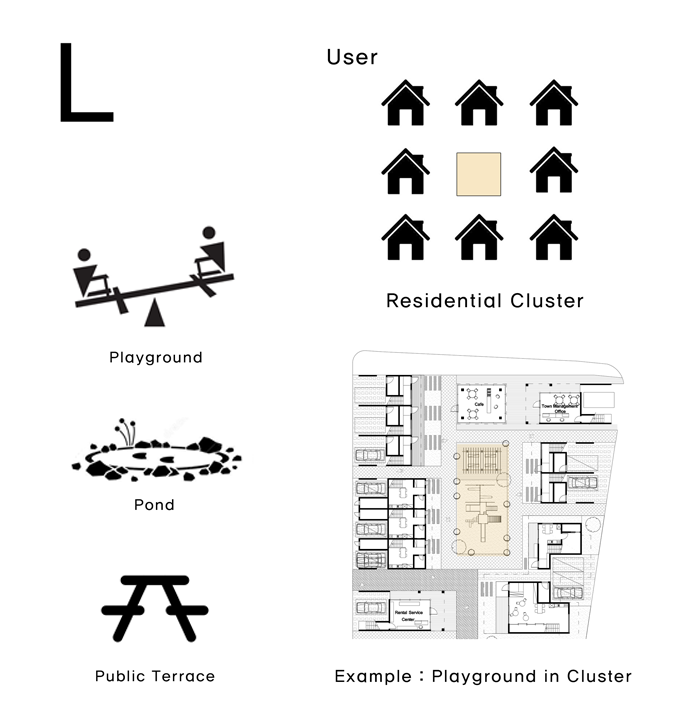 L
User
Residential Cluster
Playground
Pond
Public Terrace
Cafe
Town Management
Office
Rental Service
Center
Example : Playground in Cluster